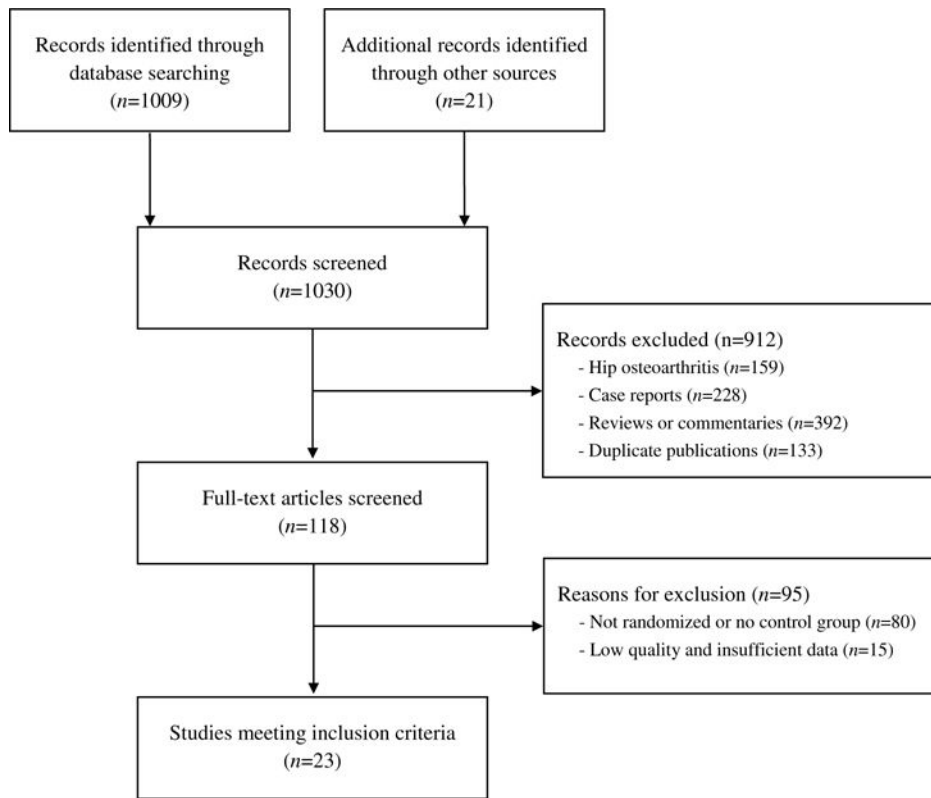 Records identified through
database searching
(n=1009)
Additional records identified
through other sources
(n=21)
Records screened
(n=1030)
Records excluded (n=912)
- Hip osteoarthritis (n=159)
- Case reports (n=228)
- Reviews or commentaries (n=392)
- Duplicate publications (n=133)
Full-text articles screened
(n=118)
Reasons for exclusion (n=95)
- Not randomized or no control group (n=80)
- Low quality and insufficient data (n=15)
Studies meeting inclusion criteria
(n=23)